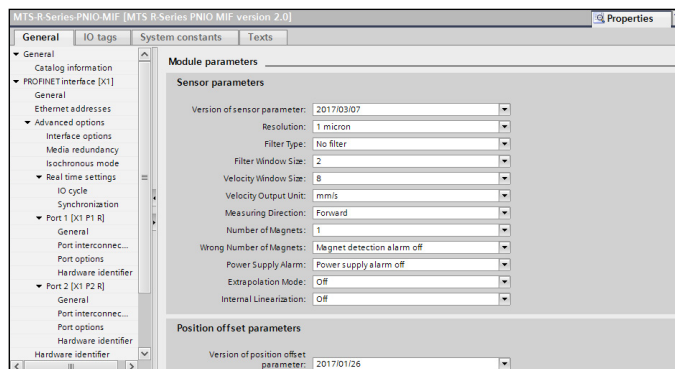 MTS-R-Series-PNIO-MIF [MTS R-Series PNIO MIF version 2.0]
Properties
General
IO tags
System constants
Texts
General
Catalog information
PROFINET interface [X1]
General
Ethernet addresses
Advanced options
Interface options
Media redundancy
Isochronous mode
Real time settings
IO cycle
Synchronization
Port 1 [X1 P1 R]
General
Port interconnec...
Port options
Hardware identifier
Port 2 [X1 P2 R]
General
Port interconnec...
Port options
Hardware identifier
Hardware identifier
Module parameters
Sensor parameters
Version of sensor parameter: 2017/03/07
Resolution: 1 micron
Filter Type: No filter
Filter Window Size: 2
Velocity Window Size: 8
Velocity Output Unit: mm/s
Measuring Direction: Forward
Number of Magnets: 1
Wrong Number of Magnets: Magnet detection alarm off
Power Supply Alarm: Power supply alarm off
Extrapolation Mode: Off
Internal Linearization: Off
Position offset parameters
Version of position offset
parameter: 2017/01/26